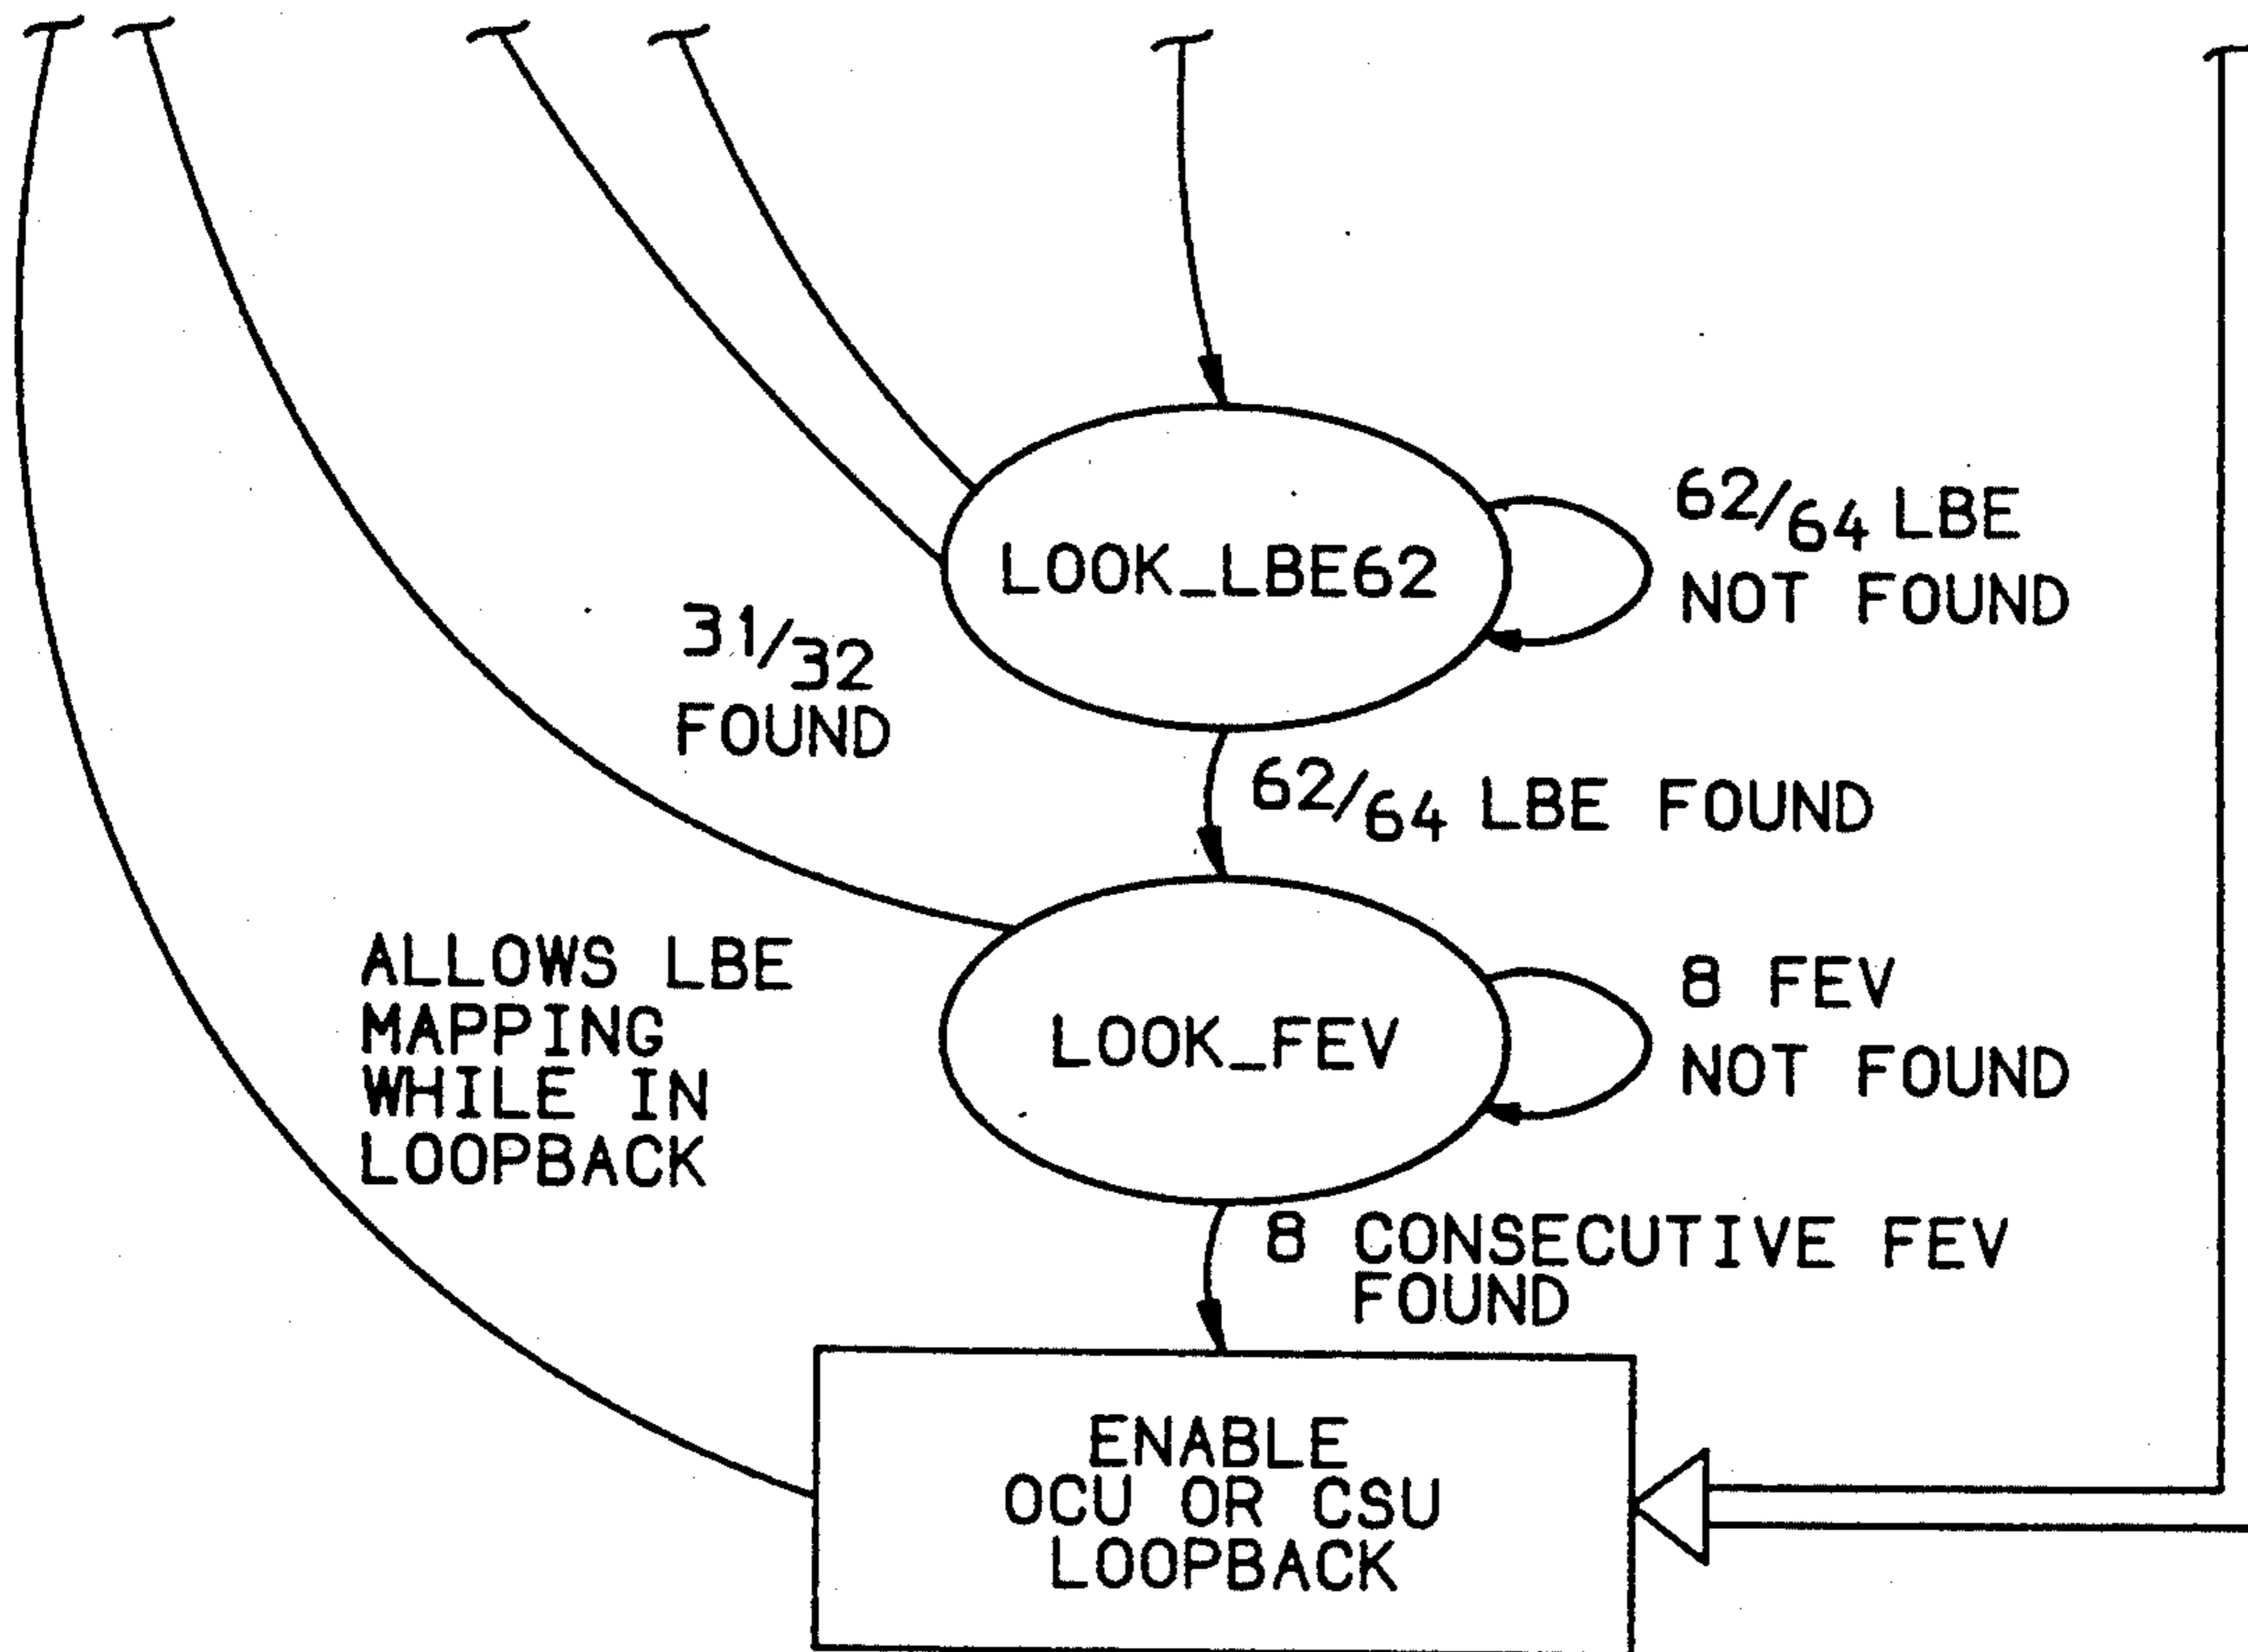 62/64 LBE
NOT FOUND
LOOK_LBE62
31/32
FOUND
62/64 LBE FOUND
ALLOWS LBE
MAPPING
WHILE IN
LOOPBACK
8 FEV
NOT FOUND
LOOK_FEV
8 CONSECUTIVE FEV
FOUND
ENABLE
OCU OR CSU
LOOPBACK